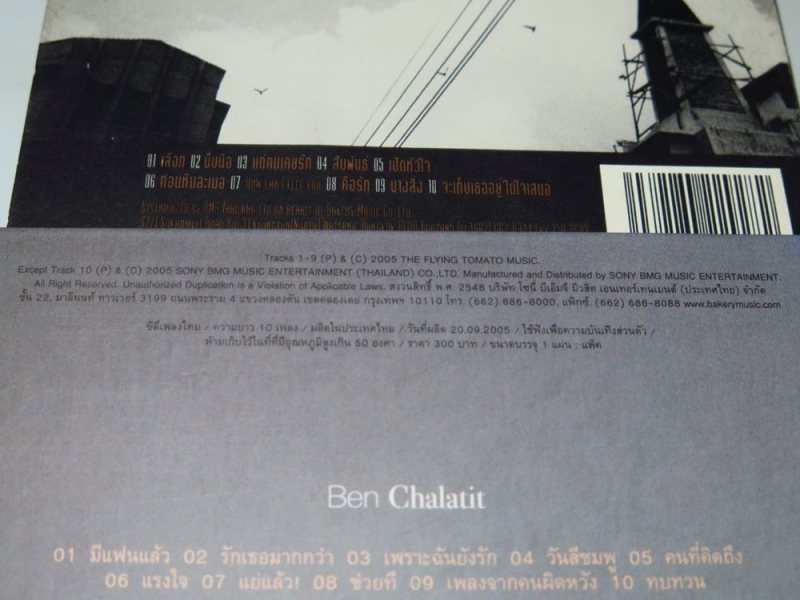 01 เลือก 02 ปั้นมือ 03 แด่คนเคยรัก 04 สัมพันธ์ 05 เปิดหัวใจ
06 ก่อนหินละเมอ 07 08 คือรัก 09 บางสิ่ง 10 จะเก็บเธออยู่ในใจเสมอ
Tracks 1-9 (P) & (C) 2005 THE FLYING TOMATO MUSIC.
Except Track 10 (P) & (C) 2005 SONY BMG MUSIC ENTERTAINMENT (THAILAND) CO.,LTD. Manufactured and Distributed by SONY BMG MUSIC ENTERTAINMENT.
All Right Reserved. Unauthorized Duplication is a Violation of Applicable Laws. สงวนลิขสิทธิ์ พ.ศ. 2548 บริษัท โซนี่ บีเอ็มจี มิวสิค เอนเทอร์เทนเมนต์ (ประเทศไทย) จำกัด
ชั้น 22, มาลีนนท์ ทาวเวอร์ 3199 ถนนพระราม 4 แขวงคลองตัน เขตคลองเตย กรุงเทพฯ 10110 โทร. (662) 686-8000, แฟ็กซ์. (662) 686-8088 www.bakerymusic.com
ซีดีเพลงไทย / ความยาว 10 เพลง / ผลิตในประเทศไทย / วันที่ผลิต 20.09.2005 / ใช้ฟังเพื่อความบันเทิงส่วนตัว /
ห้ามเก็บไว้ในที่ที่มีอุณหภูมิสูงเกิน 50 องศา / ราคา 300 บาท / ขนาดบรรจุ 1 แผ่น : แพ็ค
Ben Chalatit
01 มีแฟนแล้ว 02 รักเธอมากกว่า 03 เพราะฉันยังรัก 04 วันสีชมพู 05 คนที่คิดถึง
06 แรงใจ 07 แย่แล้ว! 08 ช่วยที 09 เพลงจากคนผิดหวัง 10 ทบทวน